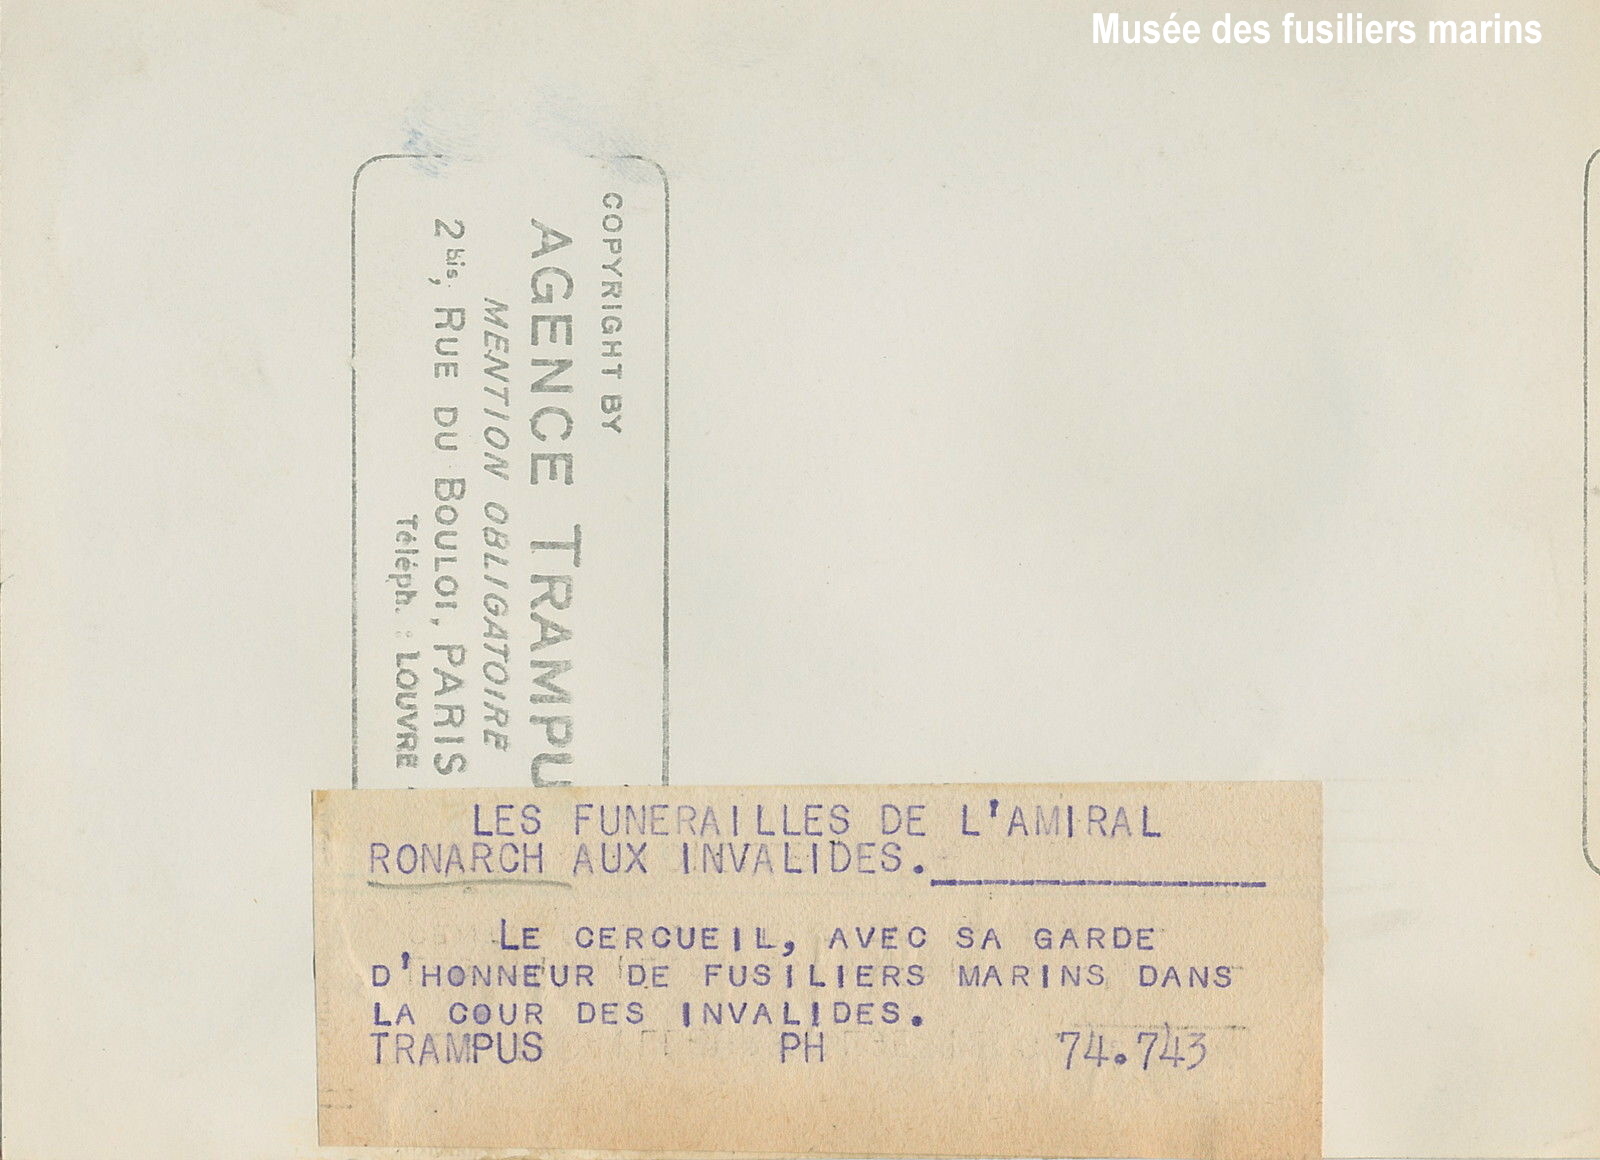 Musée des fusiliers marins
COPYRIGHT BY
AGENCE TRAMPU
MENTION OBLIGATOIRE
2bis, RUE DU BOULOI, PARIS
Téléph. : LOUVRE
LES FUNERAILLES DE L'AMIRAL
RONARCH AUX INVALIDES.
LE CERCUEIL, AVEC SA GARDE
D'HONNEUR DE FUSILIERS MARINS DANS
LA COUR DES INVALIDES.
TRAMPUS PH 74.743